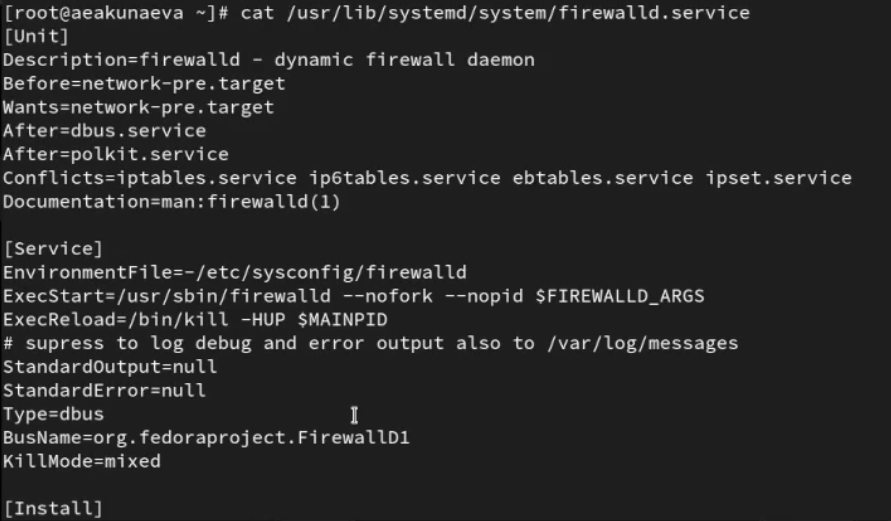 [root@aeakunaeva ~]# cat /usr/lib/systemd/system/firewalld.service
[Unit]
Description=firewalld - dynamic firewall daemon
Before=network-pre.target
Wants=network-pre.target
After=dbus.service
After=polkit.service
Conflicts=iptables.service ip6tables.service ebtables.service ipset.service
Documentation=man:firewalld(1)

[Service]
EnvironmentFile=-/etc/sysconfig/firewalld
ExecStart=/usr/sbin/firewalld --nofork --nopid $FIREWALLD_ARGS
ExecReload=/bin/kill -HUP $MAINPID
# supress to log debug and error output also to /var/log/messages
StandardOutput=null
StandardError=null
Type=dbus
BusName=org.fedoraproject.FirewallD1
KillMode=mixed

[Install]